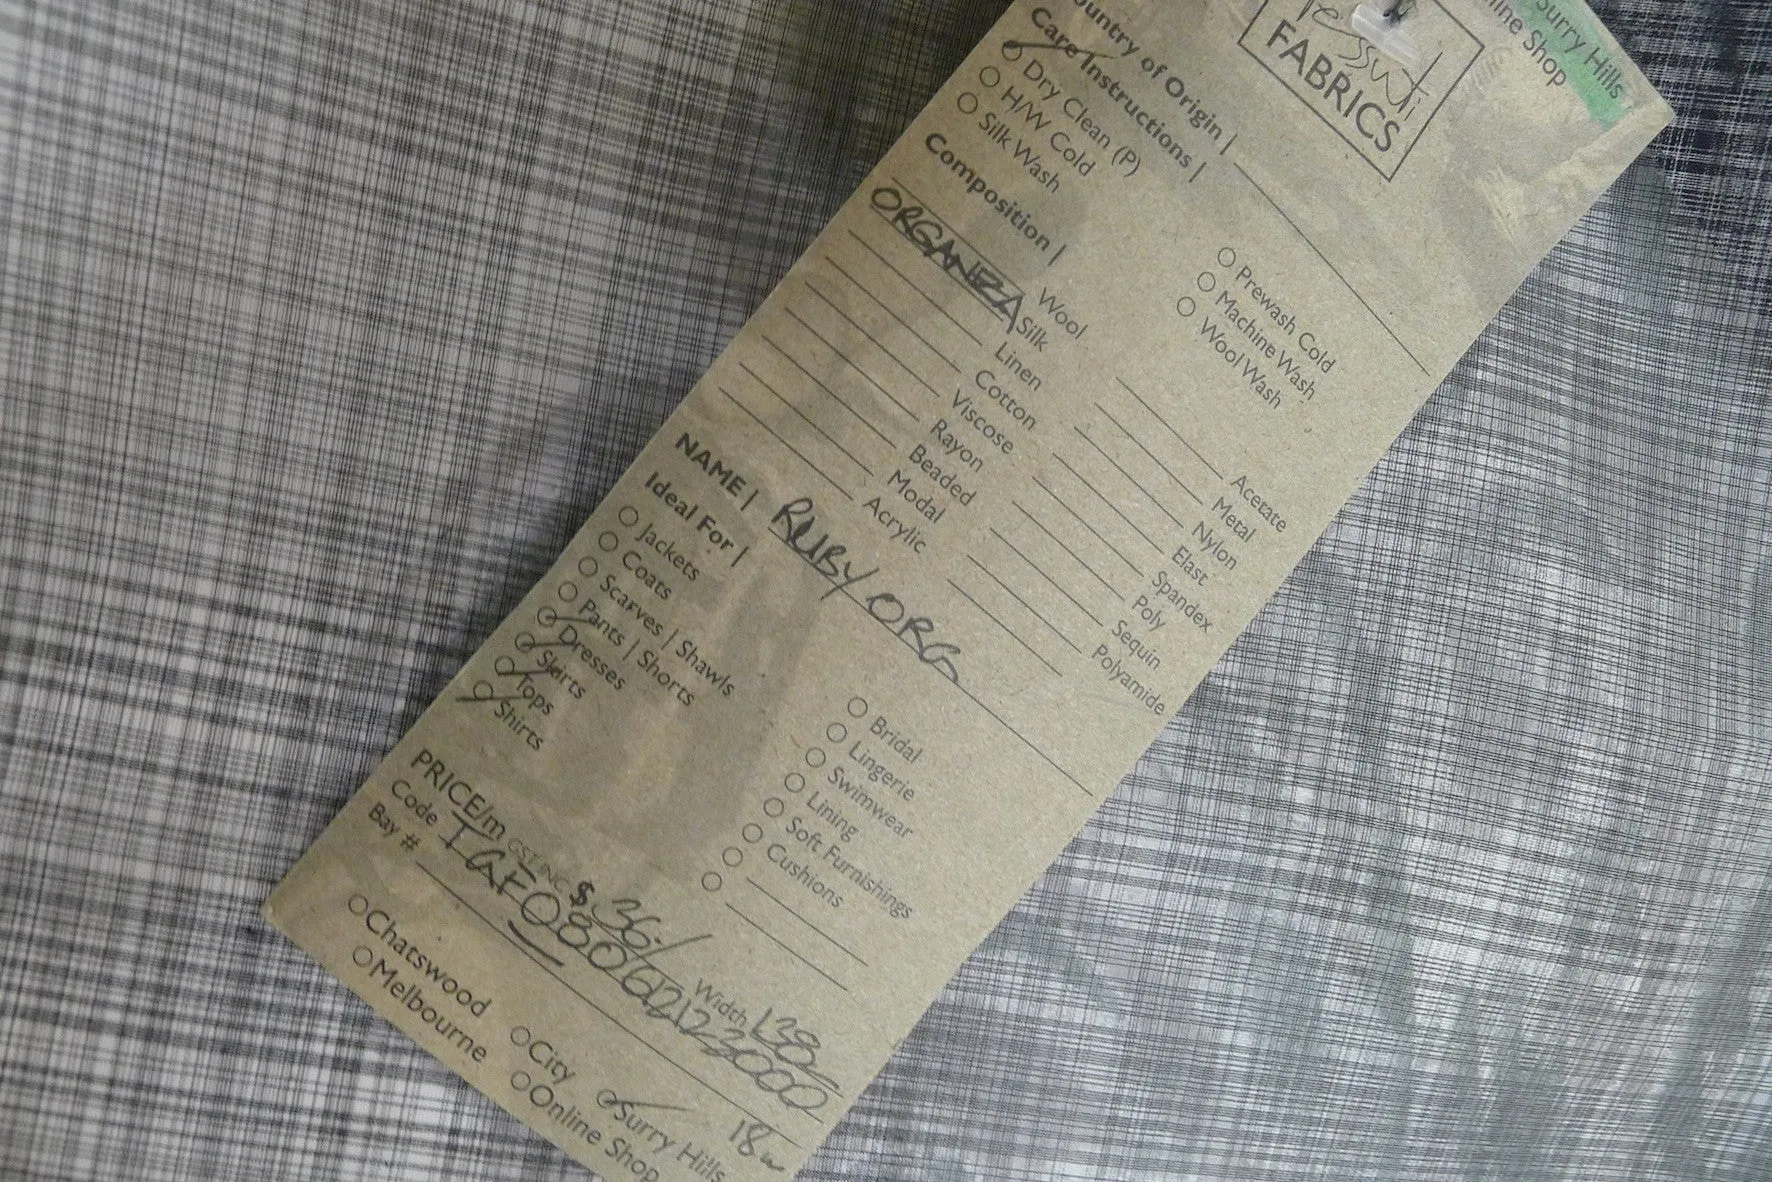 Tessuti
FABRICS
Surry Hills
Online Shop
Country of Origin |
Care Instructions |
Dry Clean (P)
H/W Cold
Silk Wash
Prewash Cold
Machine Wash
Wool Wash
Composition |
ORGANZA
Wool
Silk
Linen
Cotton
Viscose
Rayon
Beaded
Modal
Acrylic
Acetate
Metal
Nylon
Elast
Spandex
Poly
Sequin
Polyamide
NAME | RUBY ORG
Ideal For |
Jackets
Coats
Scarves | Shawls
Pants | Shorts
Dresses
Skirts
Tops
Shirts
Bridal
Lingerie
Swimwear
Lining
Soft Furnishings
Cushions
PRICE/m GST INC $ 36./ Width 138
Code
Bay #
18m
Chatswood
Melbourne
City
Online Shop
Surry Hills